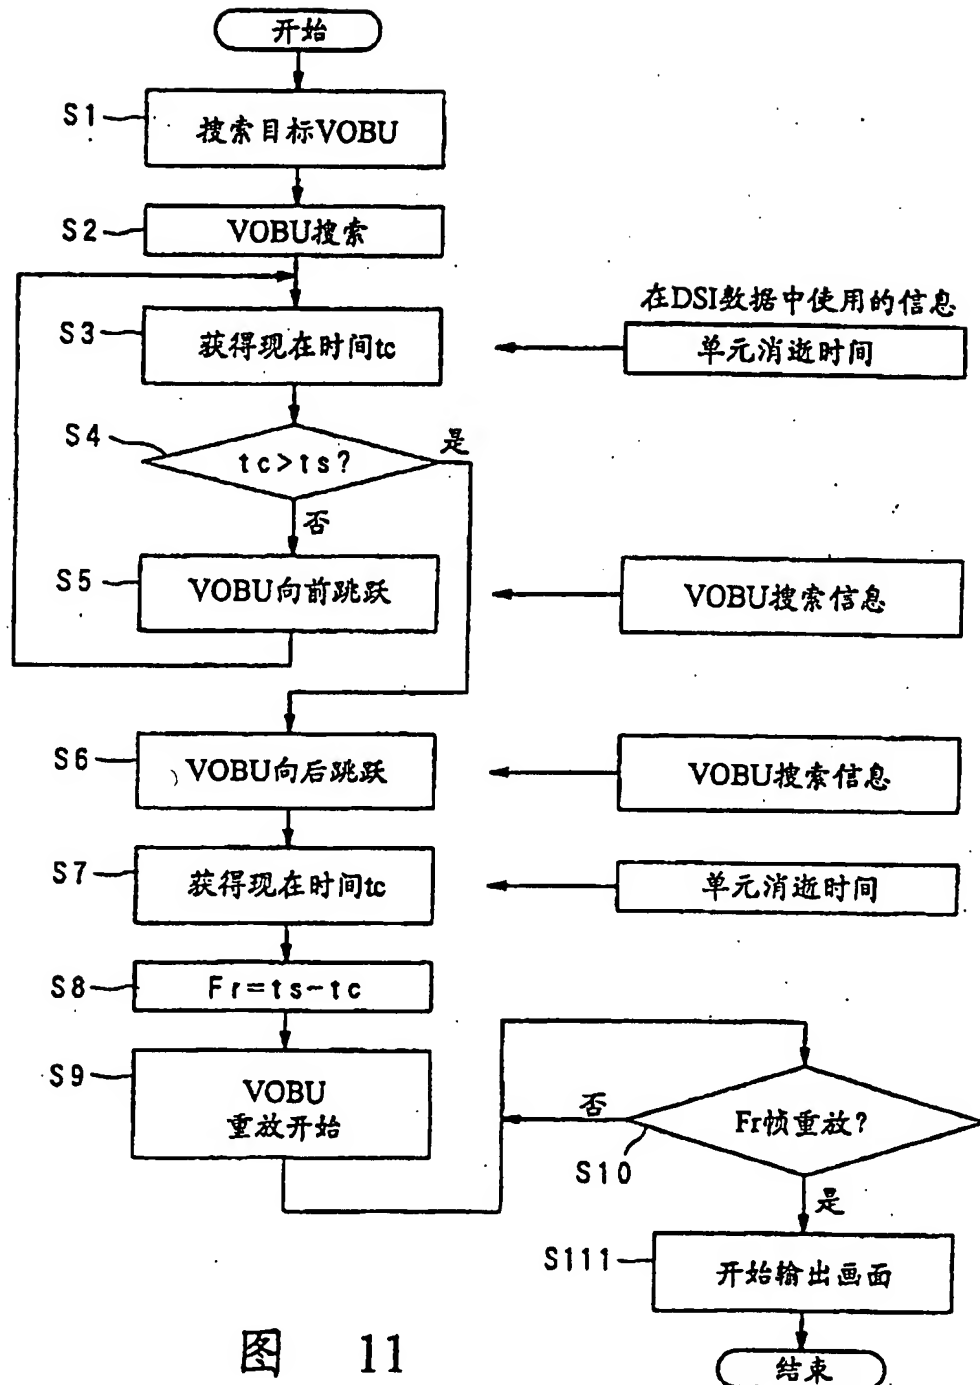 开始
S1
搜索目标VOBU
S2
VOBU搜索
在DSI数据中使用的信息
S3
获得现在时间tc
单元消逝时间
S4
tc>ts?
是
否
S5
VOBU向前跳跃
VOBU搜索信息
S6
VOBU向后跳跃
VOBU搜索信息
S7
获得现在时间tc
单元消逝时间
S8
Fr=ts-tc
S9
VOBU
重放开始
否
Fr帧重放?
S10
是
S111
开始输出画面
结束
图 11